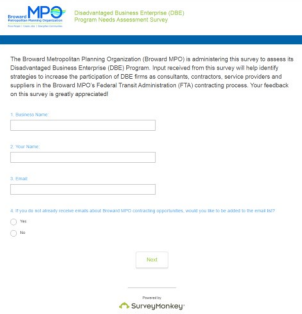 Broward MPO
Metropolitan Planning Organization
Disadvantaged Business Enterprise (DBE)
Program Needs Assessment Survey
The Broward Metropolitan Planning Organization (Broward MPO) is administering this survey to assess its
Disadvantaged Business Enterprise (DBE) Program. Input received from this survey will help identify
strategies to increase the participation of DBE firms as consultants, contractors, service providers and
suppliers in the Broward MPO's Federal Transit Administration (FTA) contracting process. Your feedback
on this survey is greatly appreciated!
1. Business Name:
2. Your Name:
3. Email:
4. If you do not already receive emails about Broward MPO contracting opportunities, would you like to be added to the email list?
Yes
No
Next
Powered by
SurveyMonkey